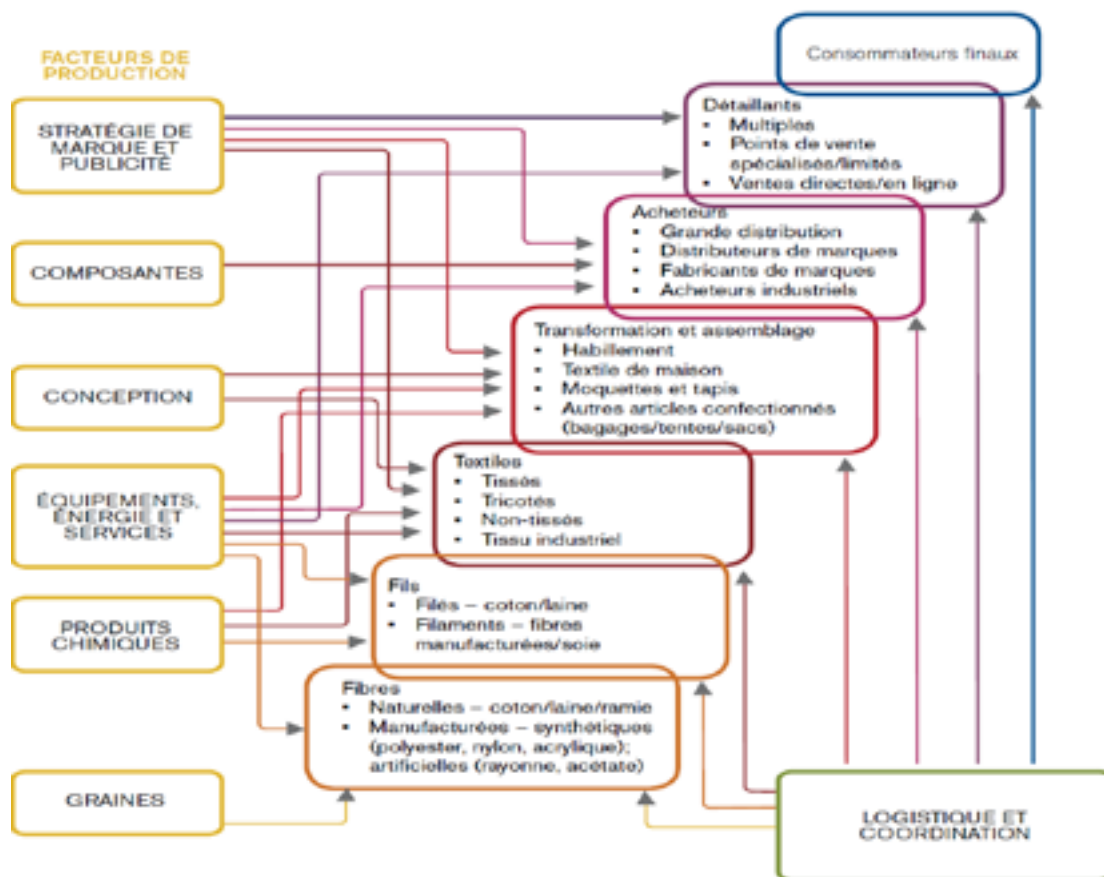 FACTEURS DE
PRODUCTION
STRATÉGIE DE
MARQUE ET
PUBLICITÉ
COMPOSANTES
CONCEPTION
ÉQUIPEMENTS,
ÉNERGIE ET
SERVICES
PRODUITS
CHIMIQUES
GRAINES
Consommateurs finaux
Détaillants
• Multiples
• Points de vente
spécialisés/limités
• Ventes directes/en ligne
Acheteurs
• Grande distribution
• Distributeurs de marques
• Fabricants de marques
• Acheteurs industriels
Transformation et assemblage
• Habillement
• Textile de maison
• Moquettes et tapis
• Autres articles confectionnés
(bagages/tentes/sacs)
Textiles
• Tissés
• Tricotés
• Non-tissés
• Tissu industriel
Fils
• Filés – coton/laine
• Filaments – fibres
manufacturées/soie
Fibres
• Naturelles – coton/laine/ramie
• Manufacturées – synthétiques
(polyester, nylon, acrylique);
artificielles (rayonne, acétate)
LOGISTIQUE ET
COORDINATION